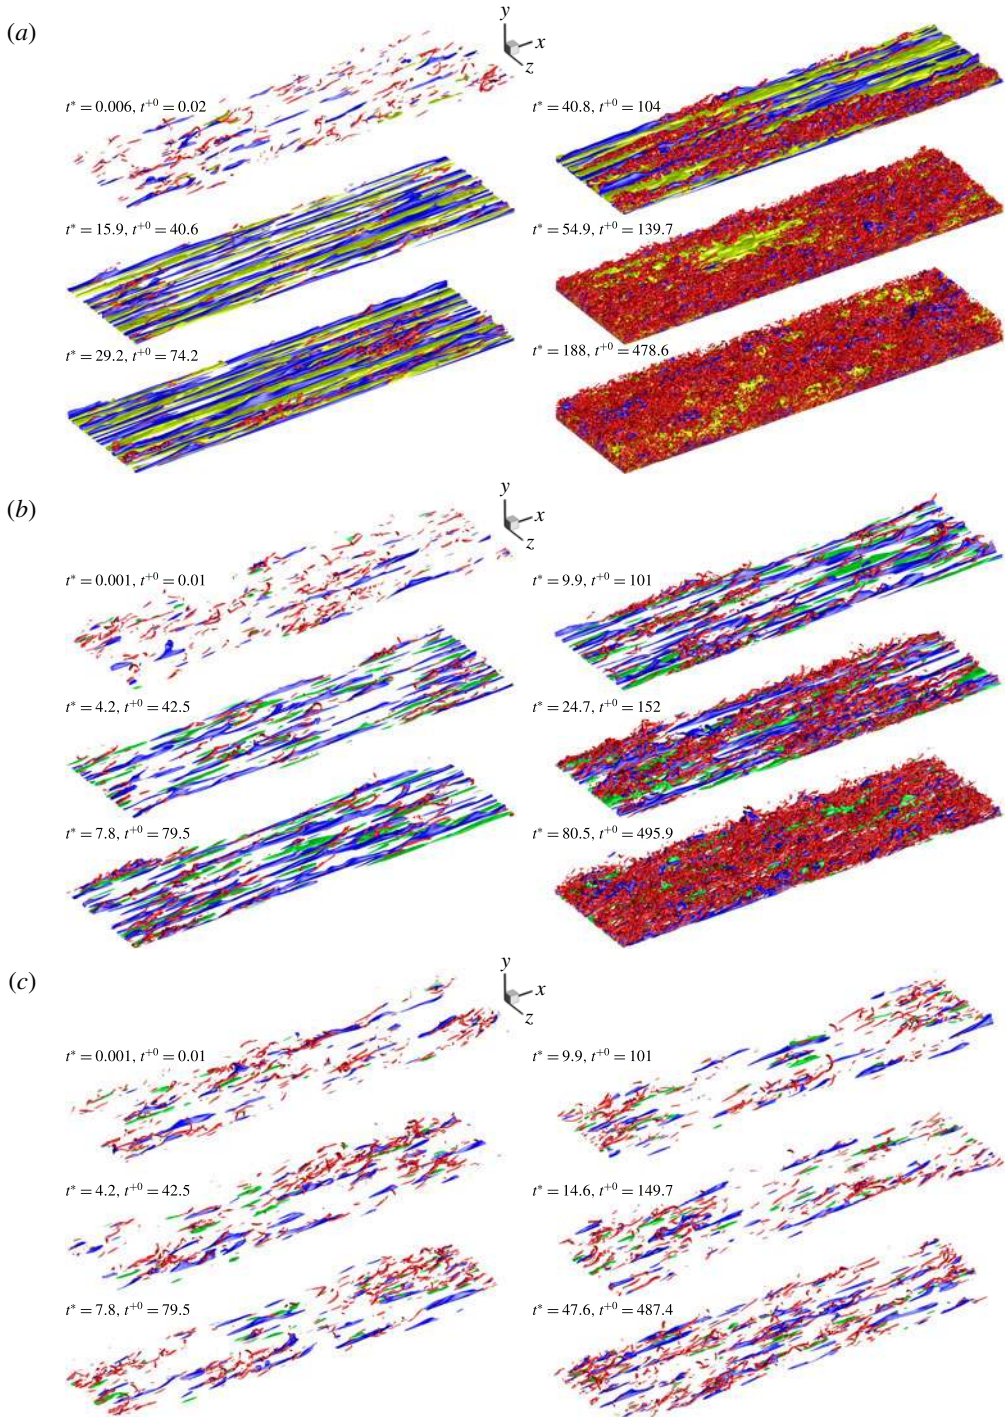 (a)
y
x
z
t* = 0.006, t+0 = 0.02
t* = 40.8, t+0 = 104
t* = 15.9, t+0 = 40.6
t* = 54.9, t+0 = 139.7
t* = 29.2, t+0 = 74.2
t* = 188, t+0 = 478.6
(b)
y
x
z
t* = 0.001, t+0 = 0.01
t* = 9.9, t+0 = 101
t* = 4.2, t+0 = 42.5
t* = 24.7, t+0 = 152
t* = 7.8, t+0 = 79.5
t* = 80.5, t+0 = 495.9
(c)
y
x
z
t* = 0.001, t+0 = 0.01
t* = 9.9, t+0 = 101
t* = 4.2, t+0 = 42.5
t* = 14.6, t+0 = 149.7
t* = 7.8, t+0 = 79.5
t* = 47.6, t+0 = 487.4